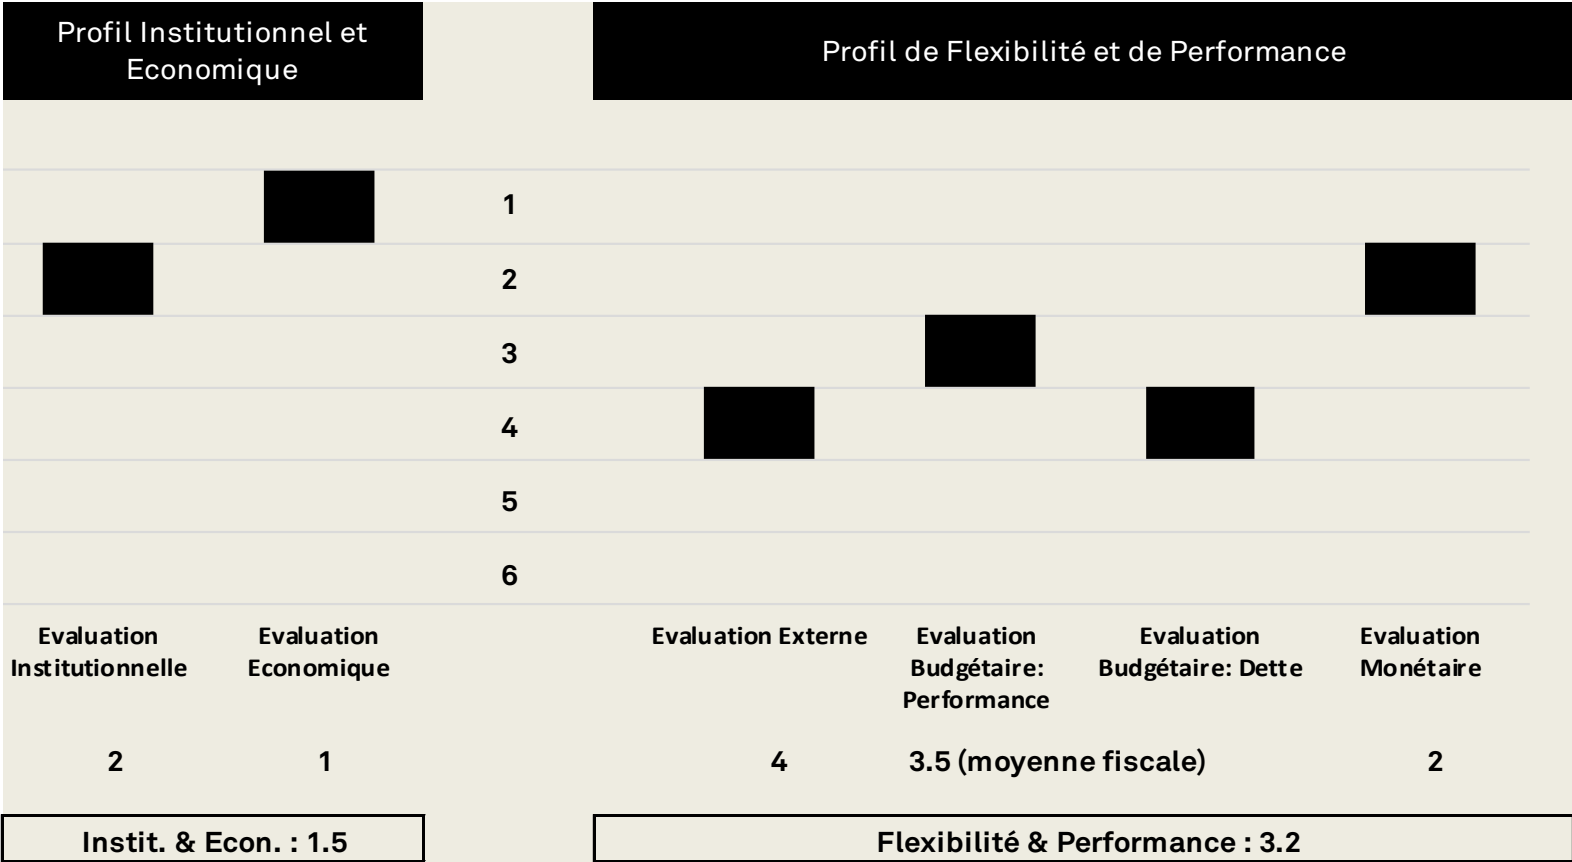 Profil Institutionnel et
Economique
Profil de Flexibilité et de Performance
1
2
3
4
5
6
Evaluation
Institutionnelle
Evaluation
Economique
Evaluation Externe
Evaluation
Budgétaire:
Performance
Evaluation
Budgétaire: Dette
Evaluation
Monétaire
2
1
4
3.5 (moyenne fiscale)
2
Instit. & Econ. : 1.5
Flexibilité & Performance : 3.2